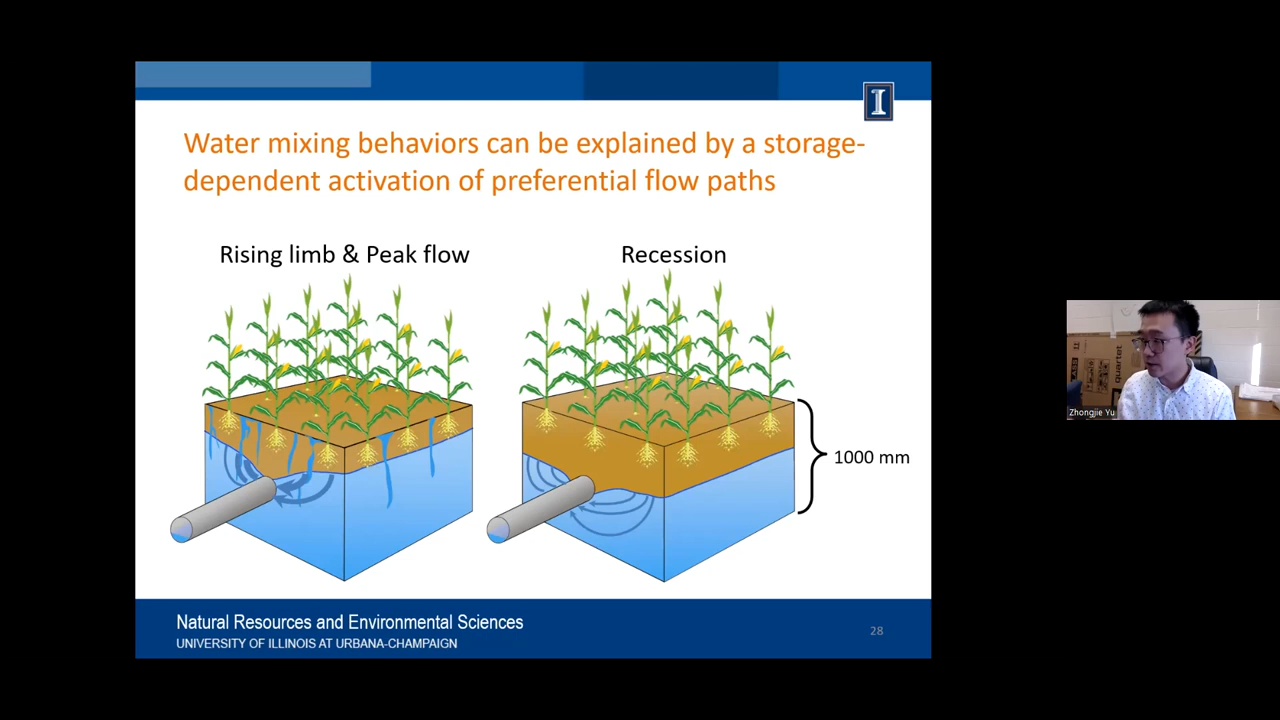 I
Water mixing behaviors can be explained by a storage-
dependent activation of preferential flow paths
Rising limb & Peak flow
Recession
1000 mm
Natural Resources and Environmental Sciences
UNIVERSITY OF ILLINOIS AT URBANA-CHAMPAIGN
28
quartet
Zhongjie Yu